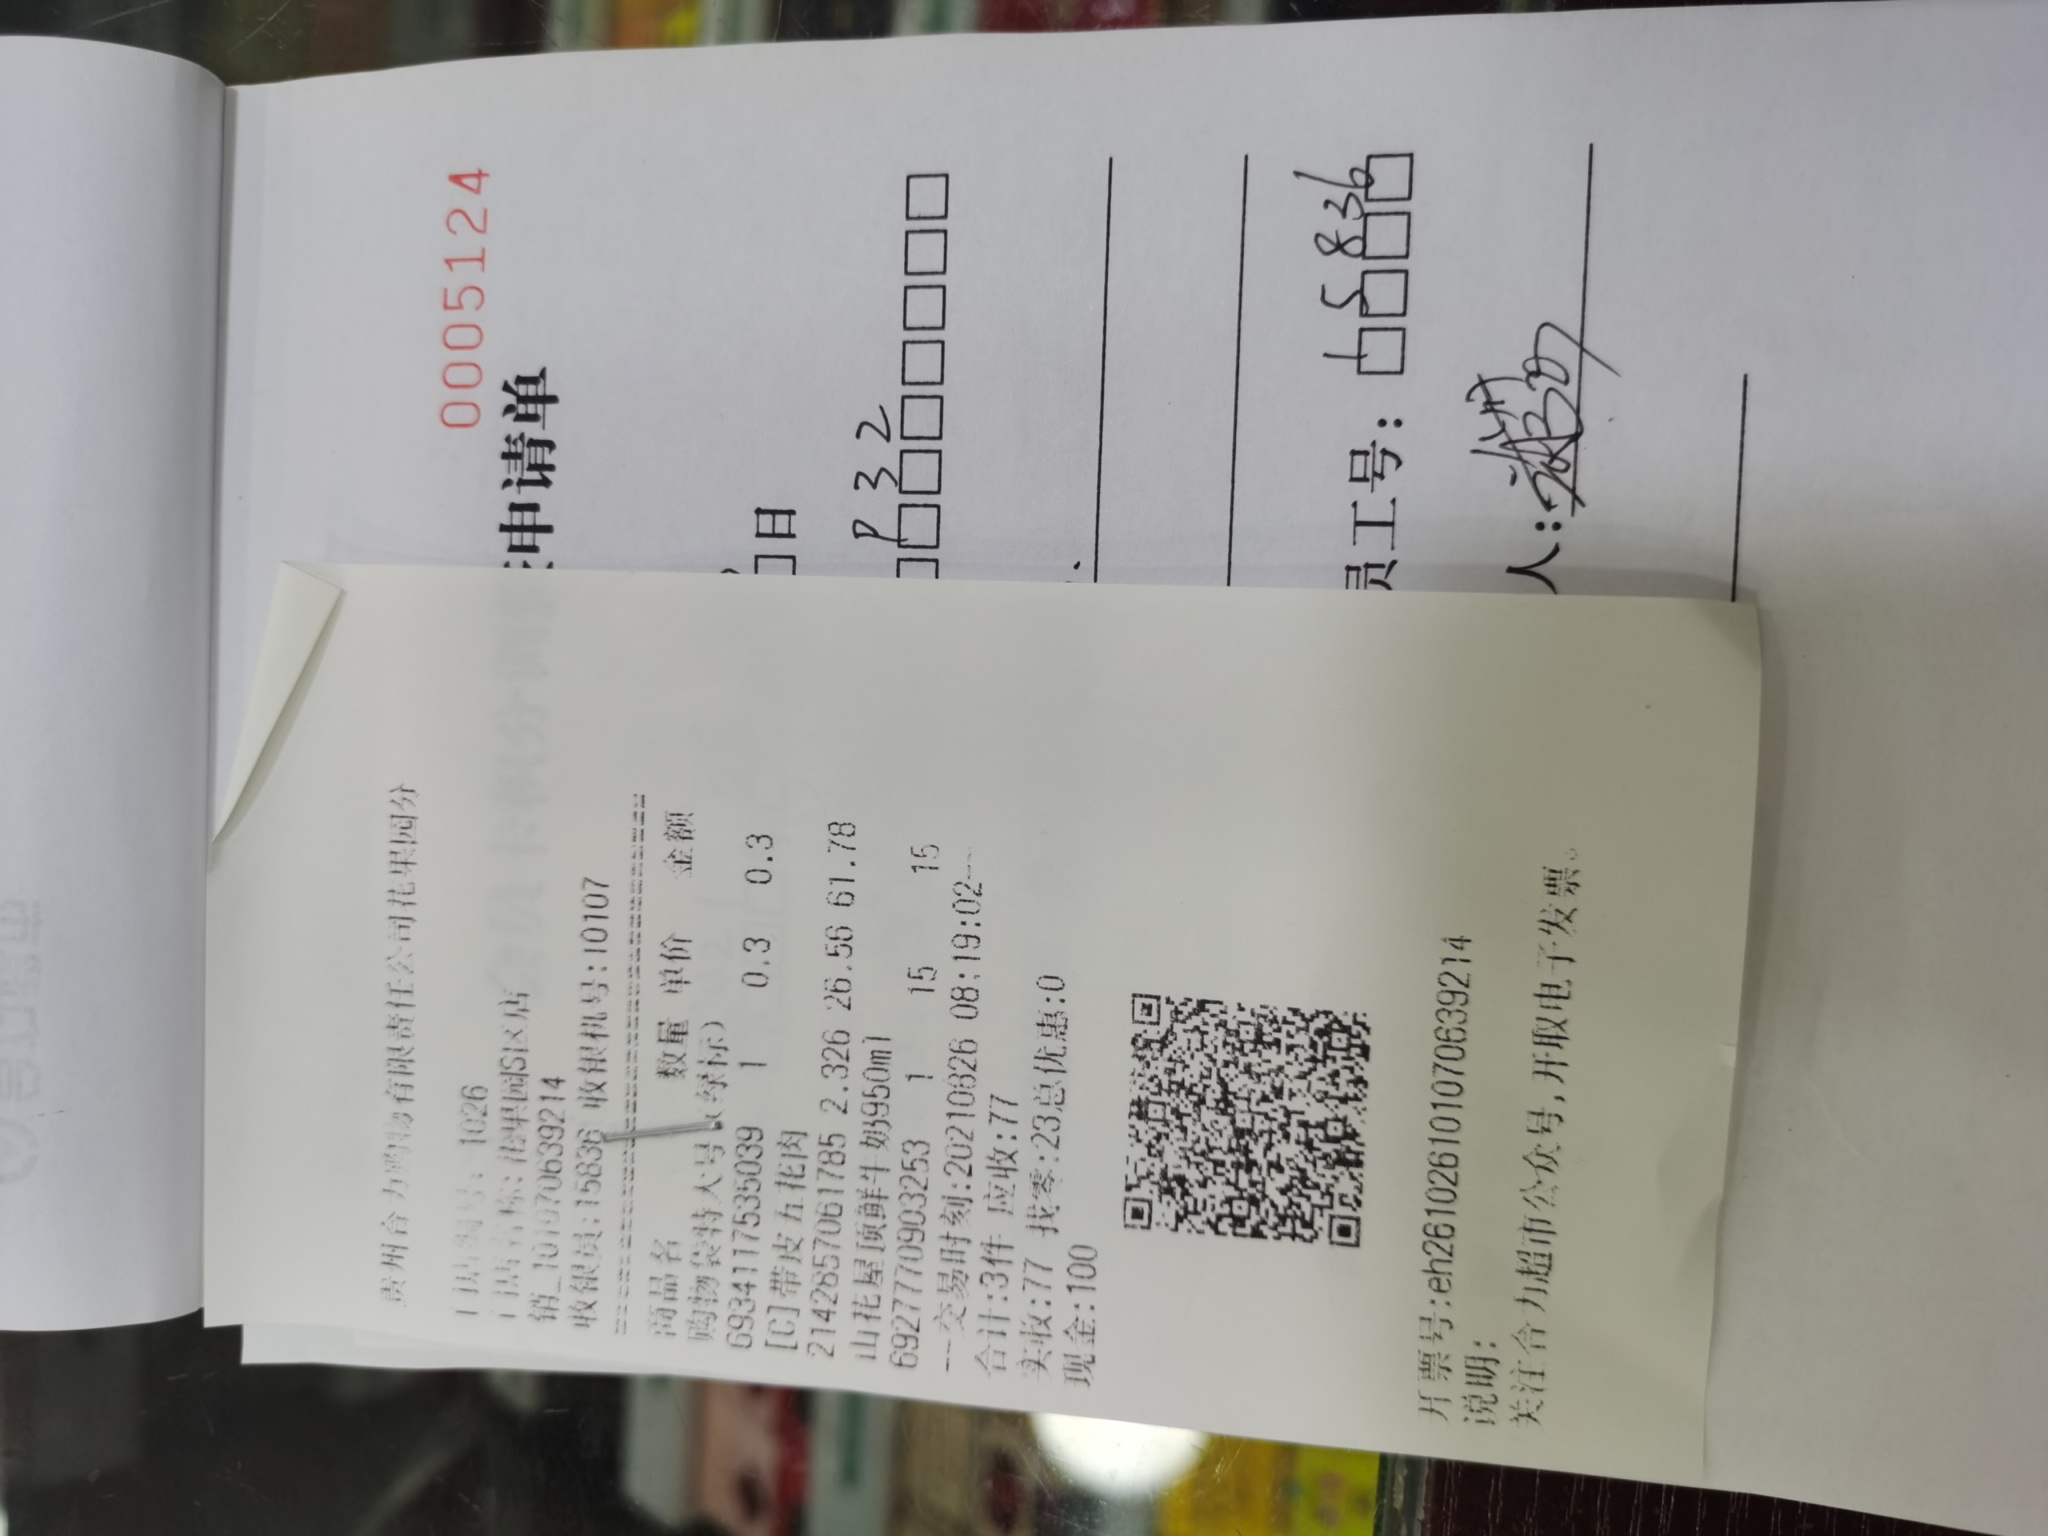 0005124
申请单
日
P32
员工号：
15836
人：
贵州合力购物有限责任公司花果园分
门店编号: 1026
门店名称:花果园S区店
销_101070639214
收银员:15836 收银机号:10107
商品名 数量 单价 金额
购物袋特大号(绿标)
6934117535039 1 0.3 0.3
[C]带皮五花肉
2142857061785 2.326 26.56 61.78
山花屋顶鲜牛奶950ml
6927770903253 1 15 15
--交易时刻:20210826 08:19:02--
合计:3件 应收:77
实收:77 找零:23总优惠:0
现金:100
开票号:eh261026101070639214
说明:
关注合力超市公众号,开取电子发票。